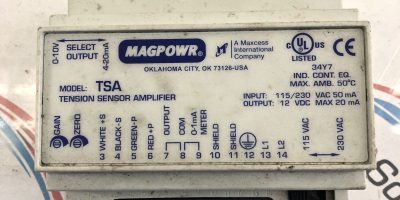 0-10V
SELECT
OUTPUT
4-20mA
MAGPOWR
A Maxcess
International
Company
OKLAHOMA CITY, OK 73126-USA
C UL US
LISTED
CE
34Y7
IND. CONT. EQ.
MAX. AMB. 50°C
MODEL: TSA
TENSION SENSOR AMPLIFIER
INPUT: 115/230 VAC 50 mA
OUTPUT: 12 VDC MAX 20 mA
GAIN
ZERO
WHITE +S
BLACK -S
GREEN -P
RED +P
OUTPUT
COM
0-1mA
METER
SHIELD
SHIELD
L1
L2
115 VAC
230 VAC
3 4 5 6 7 8 9 10 11 12 13 14